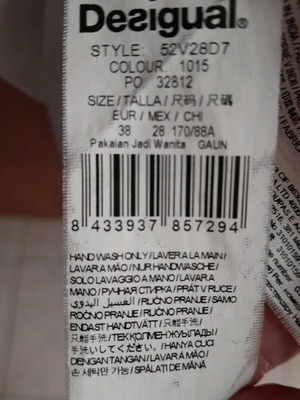 Desigual®
STYLE: 52V28D7
COLOUR 1015
PO 32812
SIZE / TALLA / 尺码 / 尺碼
EUR / MEX / CHI
38 28 170/88A
Pakaian Jadi Wanita GAUN
8 433937 857294
HAND WASH ONLY / LAVER A LA MAIN /
LAVAR A MÃO / NUR HANDWÄSCHE /
SOLO LAVAGGIO A MANO / LAVAR A
MANO / РУЧНАЯ СТИРКА / PRÁT V RUCE /
الغسيل اليدوي / RUČNO PRANJE / SAMO
ROČNO PRANJE / RUČNO PRANJE /
ENDAST HANDTVÄTT / 只能手洗 /
只能手洗 / ТЕК ҚОЛМЕН ЖУЫЛАДЫ /
手洗いしてください。 / HANYA CUCI
DENGAN TANGAN / LAVAR A MÃO /
손 세탁만 가능 / SPĂLAȚI DE MÂNĂ